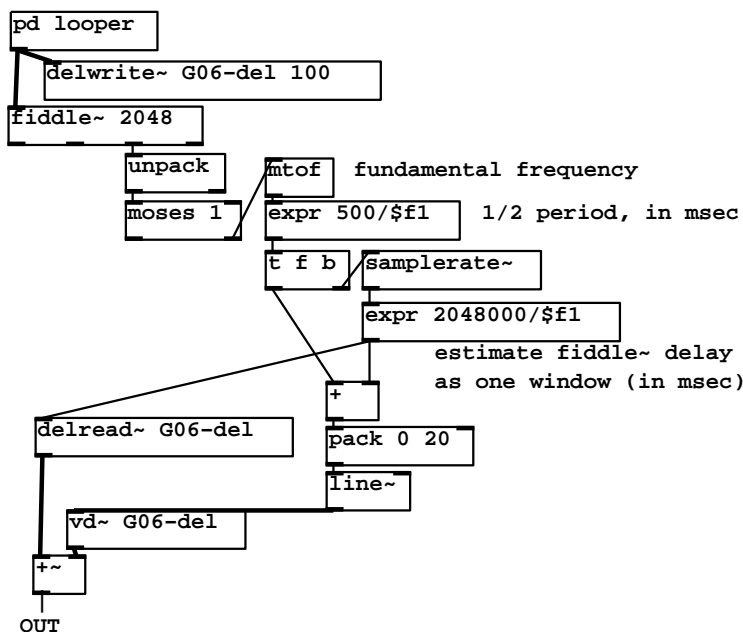 pd looper
delwrite~ G06-del 100
fiddle~ 2048
unpack
mtof
fundamental frequency
moses 1
expr 500/$f1
1/2 period, in msec
t f b
samplerate~
expr 2048000/$f1
estimate fiddle~ delay
as one window (in msec)
+
delread~ G06-del
pack 0 20
line~
vd~ G06-del
+~
OUT